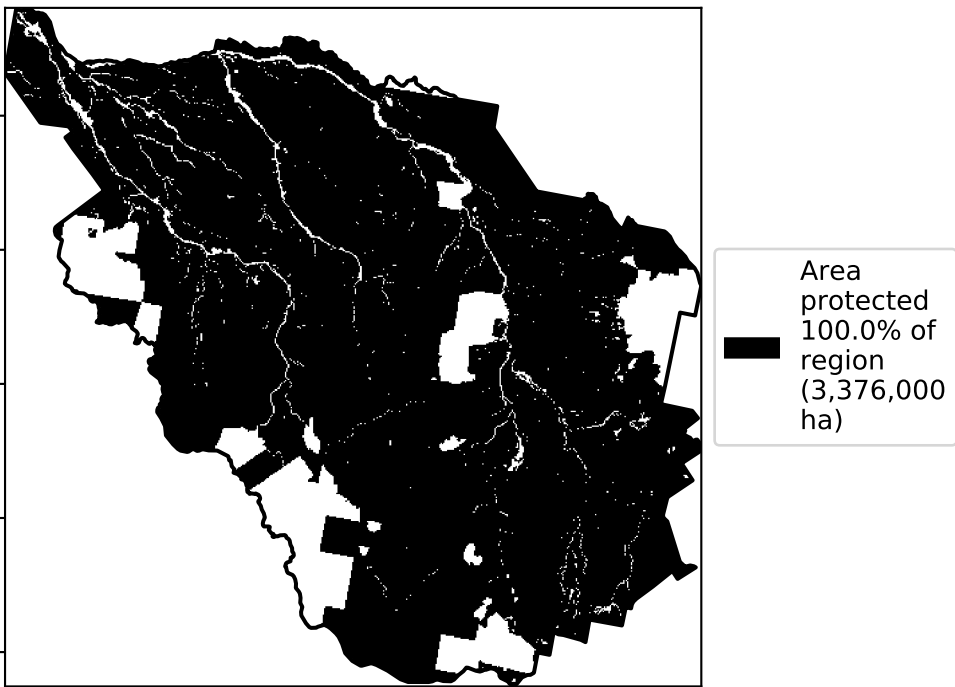 Area
protected
100.0% of
region
(3,376,000
ha)